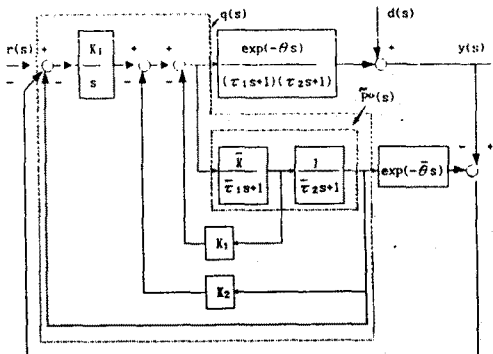 q(s)
d(s)
r(s)
+
-
-
K_i
s
+
-
+
-
exp(-θs)
(τ₁s+1)(τ₂s+1)
+
y(s)
p̃ₒ(s)
K̄
τ̄₁s+1
1
τ̄₂s+1
exp(-θ̄s)
-
+
K₁
K₂